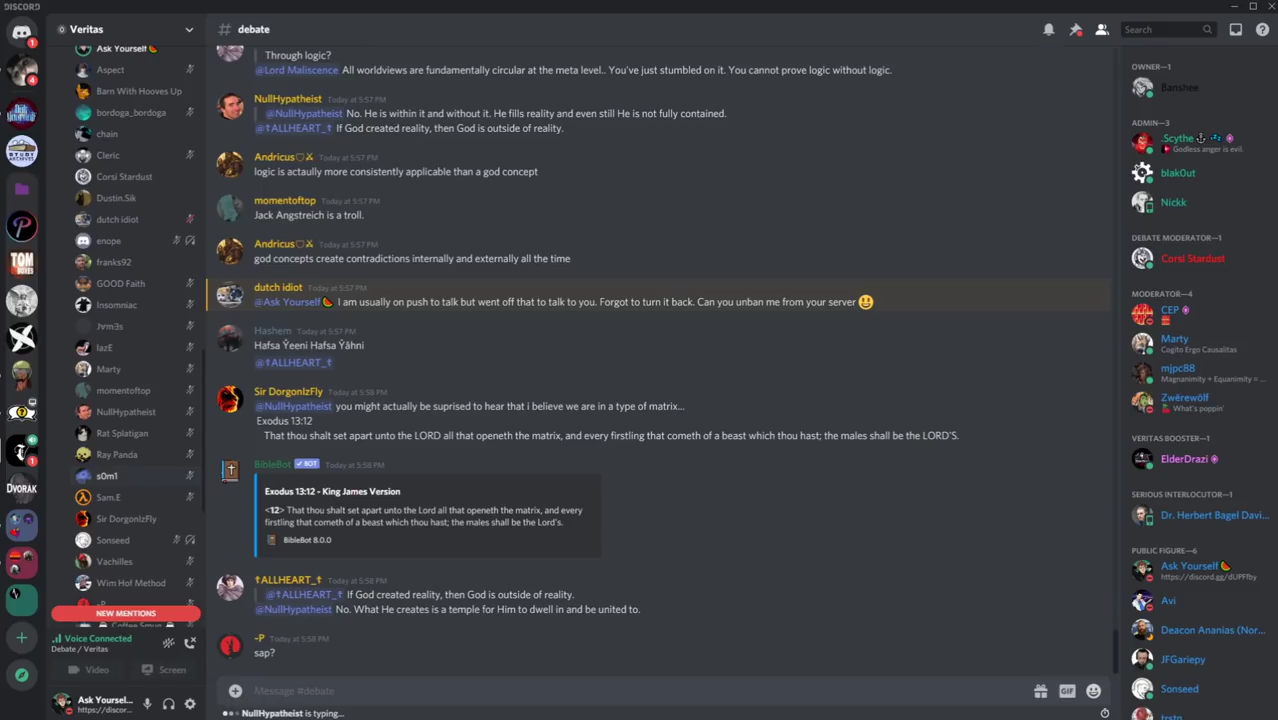 DISCORD
Veritas
# debate
Search
Ask Yourself
Aspect
Barn With Hooves Up
bordoga_bordoga
chain
Cleric
Corsi Stardust
Dustin.Sik
dutch idiot
enope
franks92
GOOD Faith
Insomniac
Jvm3s
lazE
Marty
momentoftop
NullHypatheist
Rat Splatigan
Ray Panda
s0m1
Sam.E
Sir DorgonIzFly
Sonseed
Vachilles
Wim Hof Method
-P
NEW MENTIONS
Voice Connected
Debate / Veritas
Video
Screen
Ask Yoursel...
https://discor...
Through logic?
@Lord Maliscence All worldviews are fundamentally circular at the meta level.. You've just stumbled on it. You cannot prove logic without logic.
NullHypatheist Today at 5:57 PM
@NullHypatheist No. He is within it and without it. He fills reality and even still He is not fully contained.
@†ALLHEART_† If God created reality, then God is outside of reality.
Andricus Today at 5:57 PM
logic is actaully more consistently applicable than a god concept
momentoftop Today at 5:57 PM
Jack Angstreich is a troll.
Andricus Today at 5:57 PM
god concepts create contradictions internally and externally all the time
dutch idiot Today at 5:57 PM
@Ask Yourself I am usually on push to talk but went off that to talk to you. Forgot to turn it back. Can you unban me from your server
Hashem Today at 5:57 PM
Hafsa Ŷeeni Hafsa Ŷâhni
@†ALLHEART_†
Sir DorgonIzFly Today at 5:58 PM
@NullHypatheist you might actually be suprised to hear that i believe we are in a type of matrix...
Exodus 13:12
That thou shalt set apart unto the LORD all that openeth the matrix, and every firstling that cometh of a beast which thou hast; the males shall be the LORD'S.
BibleBot BOT Today at 5:58 PM
Exodus 13:12 - King James Version
<12> That thou shalt set apart unto the Lord all that openeth the matrix, and every
firstling that cometh of a beast which thou hast; the males shall be the Lord's.
BibleBot 8.0.0
†ALLHEART_† Today at 5:58 PM
@†ALLHEART_† If God created reality, then God is outside of reality.
@NullHypatheist No. What He creates is a temple for Him to dwell in and be united to.
-P Today at 5:58 PM
sap?
Message #debate
GIF
NullHypatheist is typing...
OWNER—1
Banshee
ADMIN—3
.Scythe
Godless anger is evil.
blak0ut
Nickk
DEBATE MODERATOR—1
Corsi Stardust
MODERATOR—4
CEP
Marty
Cogito Ergo Causalitas
mjpc88
Magnanimity + Equanimity = ...
Zwêrewölf
What's poppin'
VERITAS BOOSTER—1
ElderDrazi
SERIOUS INTERLOCUTOR—1
Dr. Herbert Bagel Davi...
PUBLIC FIGURE—6
Ask Yourself
https://discord.gg/dUPFfby
Avi
Deacon Ananias (Nor...
JFGariepy
Sonseed
trsto